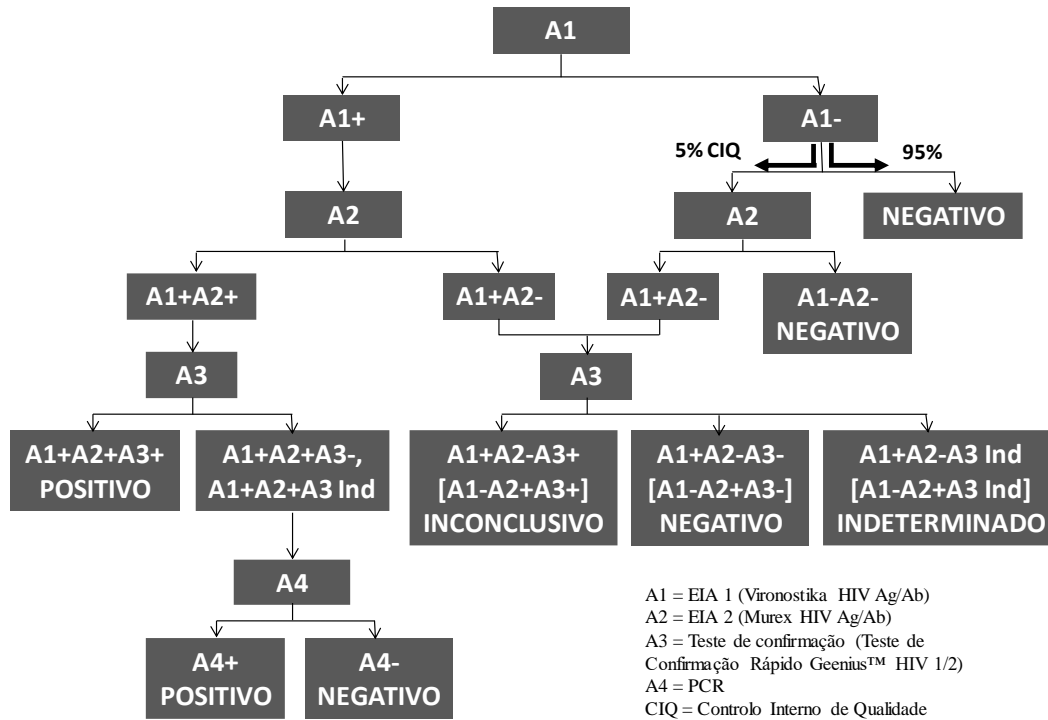 A1
A1+
A1-
5% CIQ
95%
A2
A2
NEGATIVO
A1+A2+
A1+A2-
A1+A2-
A1-A2-
NEGATIVO
A3
A3
A1+A2+A3+
POSITIVO
A1+A2+A3-,
A1+A2+A3 Ind
A1+A2-A3+
[A1-A2+A3+]
INCONCLUSIVO
A1+A2-A3-
[A1-A2+A3-]
NEGATIVO
A1+A2-A3 Ind
[A1-A2+A3 Ind]
INDETERMINADO
A4
A4+
POSITIVO
A4-
NEGATIVO
A1 = EIA 1 (Vironostika HIV Ag/Ab)
A2 = EIA 2 (Murex HIV Ag/Ab)
A3 = Teste de confirmação (Teste de
Confirmação Rápido Geenius™ HIV 1/2)
A4 = PCR
CIQ = Controlo Interno de Qualidade